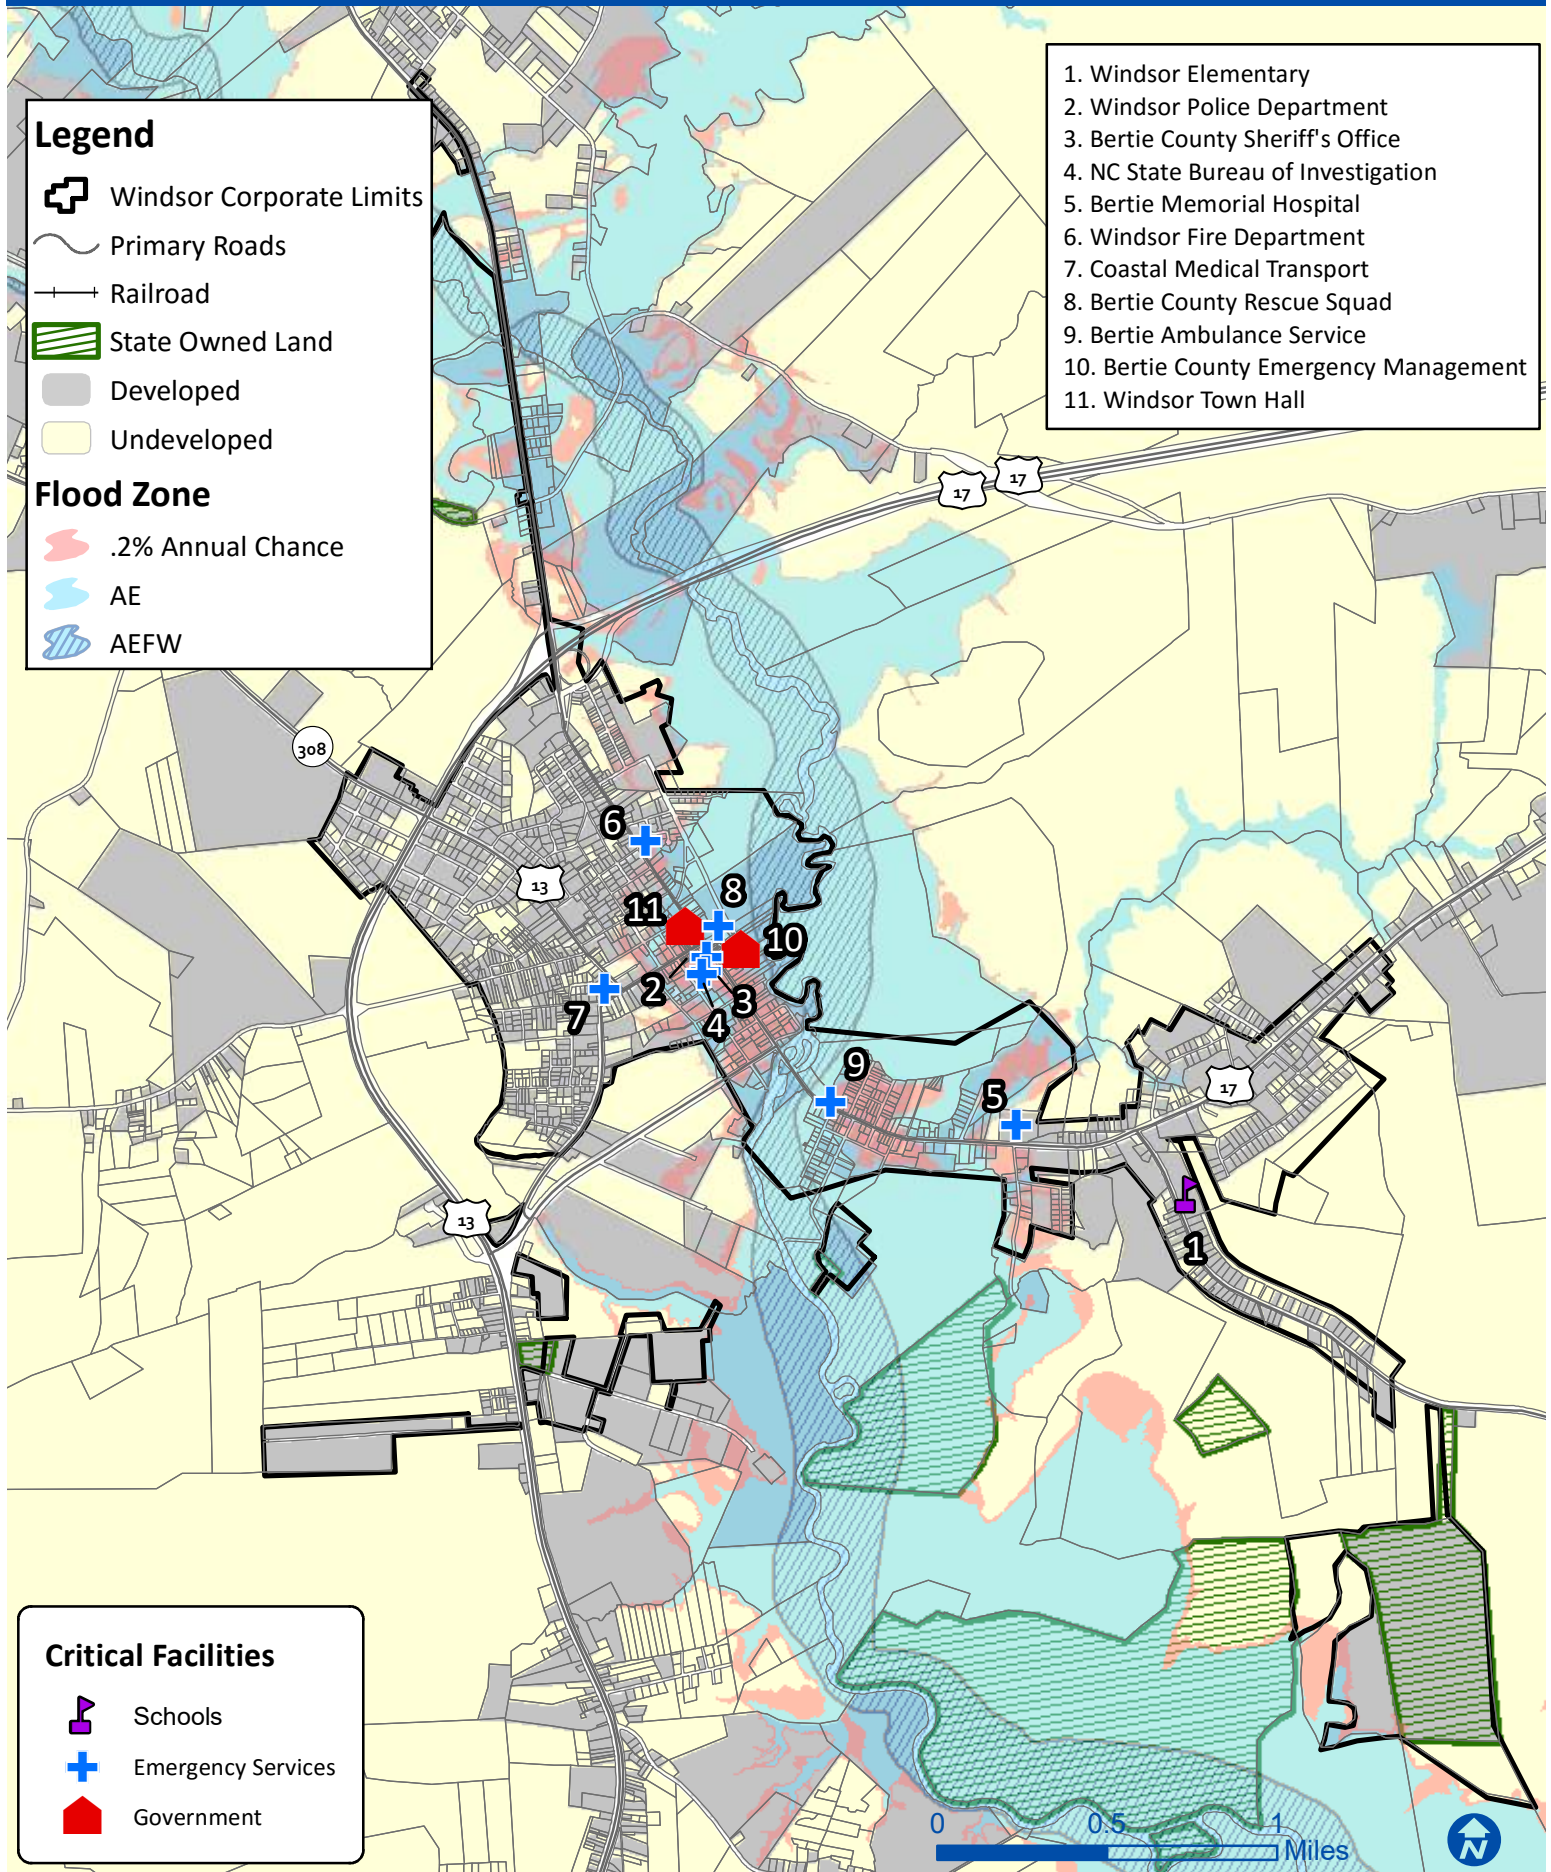 1. Windsor Elementary
2. Windsor Police Department
3. Bertie County Sheriff's Office
4. NC State Bureau of Investigation
5. Bertie Memorial Hospital
6. Windsor Fire Department
7. Coastal Medical Transport
8. Bertie County Rescue Squad
9. Bertie Ambulance Service
10. Bertie County Emergency Management
11. Windsor Town Hall
Legend
Windsor Corporate Limits
Primary Roads
Railroad
State Owned Land
Developed
Undeveloped
Flood Zone
.2% Annual Chance
AE
AEFW
17
17
308
6
13
8
11
10
2
3
7
4
9
5
17
13
1
Critical Facilities
Schools
Emergency Services
Government
0 0.5 1
Miles
N